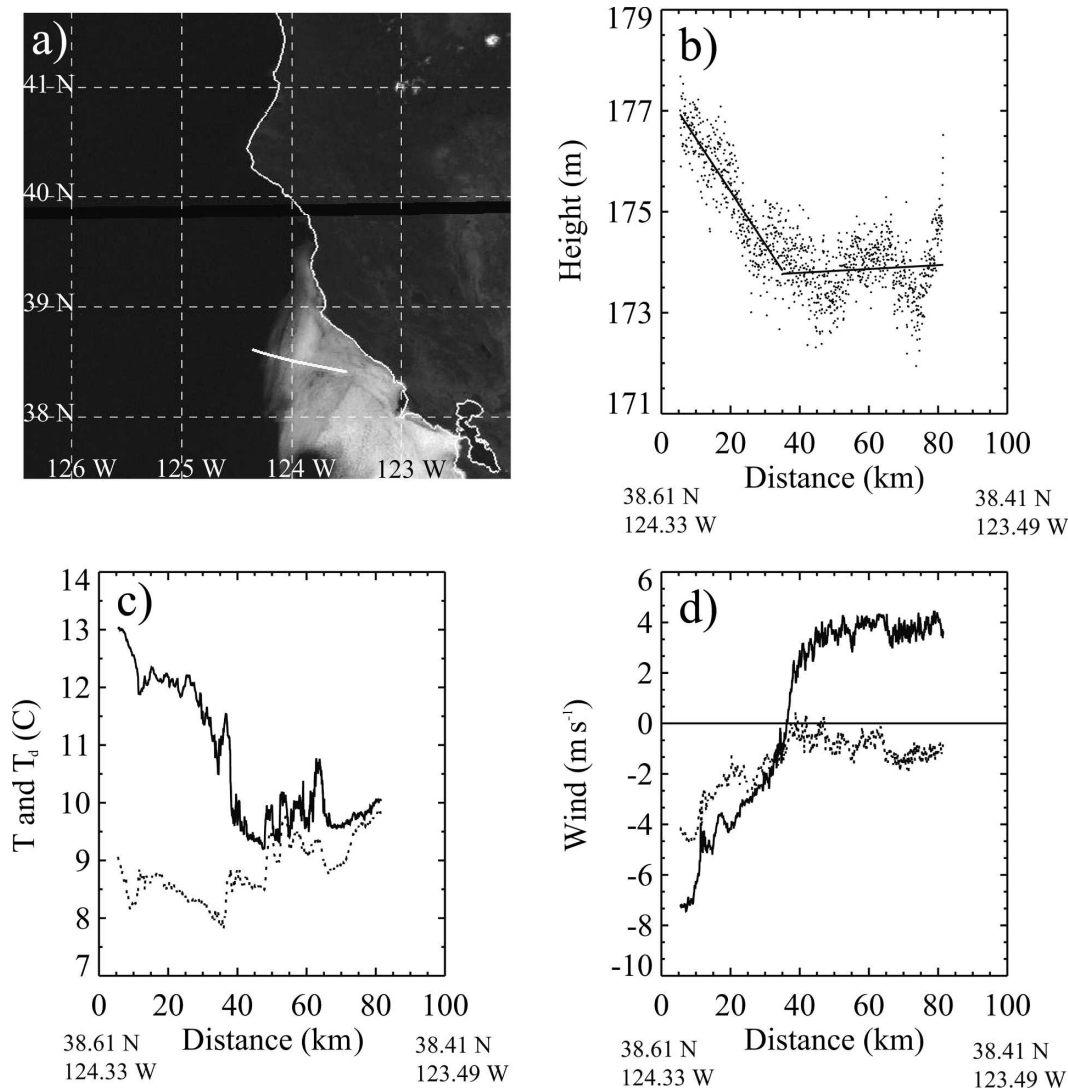 a)
41 N
40 N
39 N
38 N
126 W 125 W 124 W 123 W
b)
179
177
175
173
171
Height (m)
0 20 40 60 80 100
Distance (km)
38.61 N
124.33 W
38.41 N
123.49 W
c)
14
13
12
11
10
9
8
7
T and Td (C)
0 20 40 60 80 100
Distance (km)
38.61 N
124.33 W
38.41 N
123.49 W
d)
6
4
2
0
-2
-4
-6
-8
-10
Wind (m s⁻¹)
0 20 40 60 80 100
Distance (km)
38.61 N
124.33 W
38.41 N
123.49 W